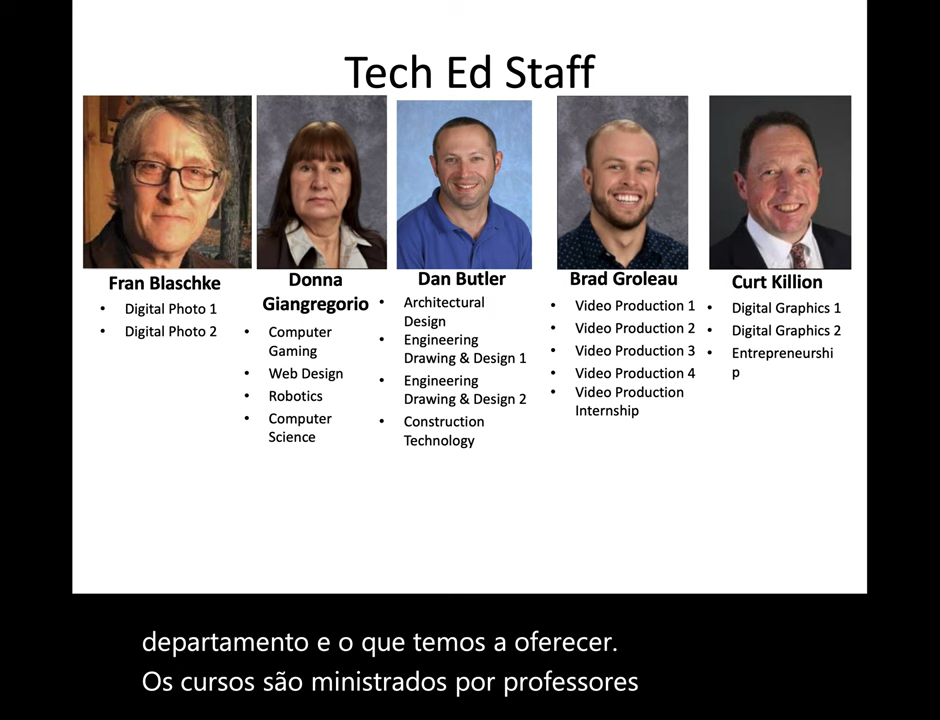 Tech Ed Staff
Fran Blaschke
• Digital Photo 1
• Digital Photo 2
Donna
Giangregorio
• Computer
Gaming
• Web Design
• Robotics
• Computer
Science
Dan Butler
• Architectural
Design
• Engineering
Drawing & Design 1
• Engineering
Drawing & Design 2
• Construction
Technology
Brad Groleau
• Video Production 1
• Video Production 2
• Video Production 3
• Video Production 4
• Video Production
Internship
Curt Killion
• Digital Graphics 1
• Digital Graphics 2
• Entrepreneurshi
p
departamento e o que temos a oferecer.
Os cursos são ministrados por professores